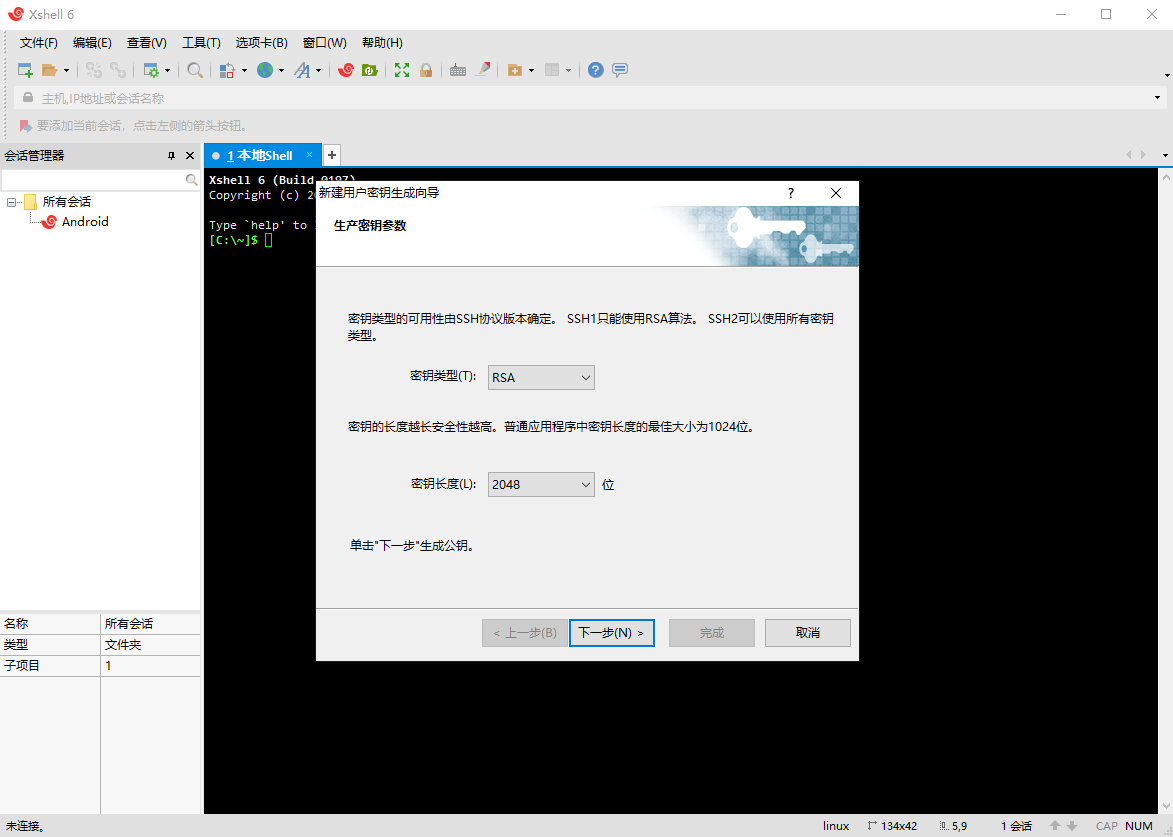 Xshell 6
文件(F) 编辑(E) 查看(V) 工具(T) 选项卡(B) 窗口(W) 帮助(H)
主机,IP地址或会话名称
要添加当前会话，点击左侧的箭头按钮。
会话管理器
1 本地Shell
所有会话
Android
Xshell 6 (Build 0197)
Copyright (c) 2
Type `help' to
[C:\~]$
新建用户密钥生成向导
生产密钥参数
密钥类型的可用性由SSH协议版本确定。 SSH1只能使用RSA算法。 SSH2可以使用所有密钥
类型。
密钥类型(T): RSA
密钥的长度越长安全性越高。普通应用程序中密钥长度的最佳大小为1024位。
密钥长度(L): 2048 位
单击"下一步"生成公钥。
< 上一步(B) 下一步(N) > 完成 取消
名称 所有会话
类型 文件夹
子项目 1
未连接。 linux 134x42 5,9 1 会话 CAP NUM